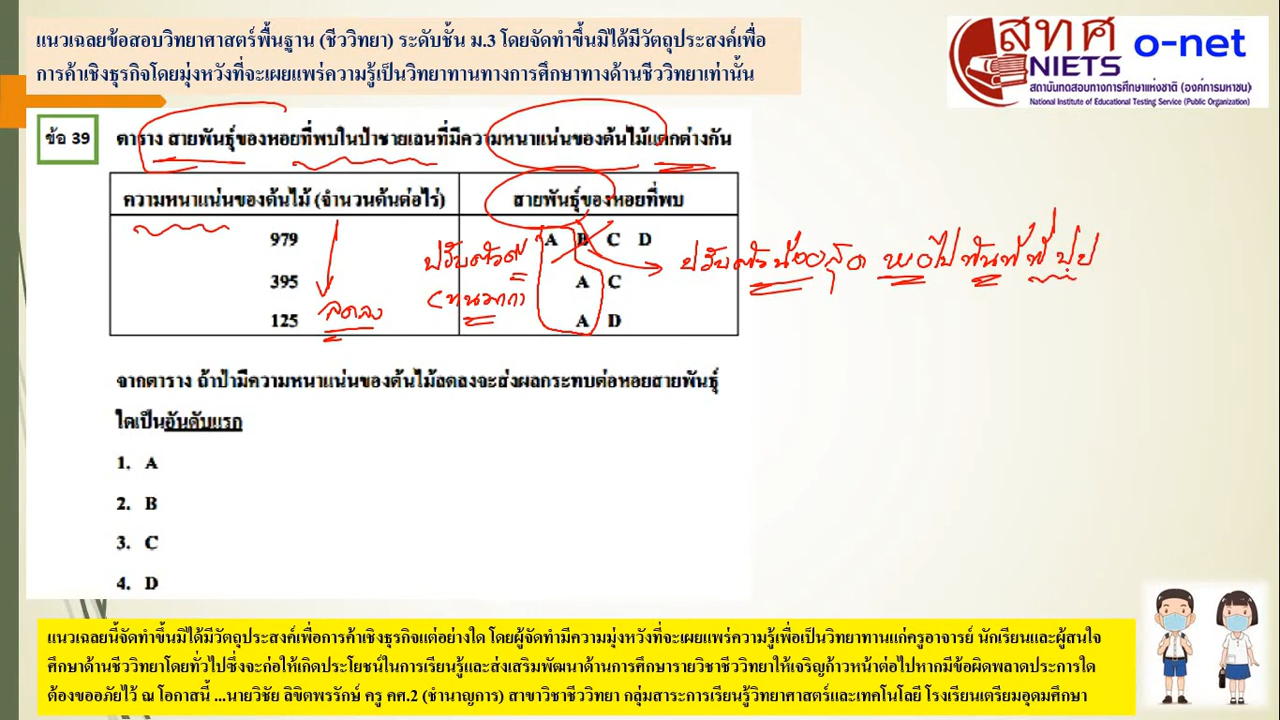 แนวเฉลยข้อสอบวิทยาศาสตร์พื้นฐาน (ชีววิทยา) ระดับชั้น ม.3 โดยจัดทำขึ้นมิได้มีวัตถุประสงค์เพื่อ
การค้าเชิงธุรกิจโดยมุ่งหวังที่จะเผยแพร่ความรู้เป็นวิทยาทานทางการศึกษาทางด้านชีววิทยาเท่านั้น
สทศ
NIETS
o-net
สถาบันทดสอบทางการศึกษาแห่งชาติ (องค์การมหาชน)
National Institute of Educational Testing Service (Public Organization)
ข้อ 39
ตาราง สายพันธุ์ของหอยที่พบในป่าชายเลนที่มีความหนาแน่นของต้นไม้แตกต่างกัน
ความหนาแน่นของต้นไม้ (จำนวนต้นต่อไร่) สายพันธุ์ของหอยที่พบ
979 A B C D
395 A C
125 A D
ปรับตัวดี
(ทนมาก)
ลดลง
ปรับตัวน้อยสุด
จากตาราง ถ้าป่ามีความหนาแน่นของต้นไม้ลดลงจะส่งผลกระทบต่อหอยสายพันธุ์
ใดเป็นอันดับแรก
1. A
2. B
3. C
4. D
แนวเฉลยนี้จัดทำขึ้นมิได้มีวัตถุประสงค์เพื่อการค้าเชิงธุรกิจแต่อย่างใด โดยผู้จัดทำมีความมุ่งหวังที่จะเผยแพร่ความรู้เพื่อเป็นวิทยาทานแก่ครูอาจารย์ นักเรียนและผู้สนใจ
ศึกษาด้านชีววิทยาโดยทั่วไปซึ่งจะก่อให้เกิดประโยชน์ในการเรียนรู้และส่งเสริมพัฒนาด้านการศึกษารายวิชาชีววิทยาให้เจริญก้าวหน้าต่อไปหากมีข้อผิดพลาดประการใด
ต้องขออภัยไว้ ณ โอกาสนี้ ...นายวิชัย ลิขิตพรรักษ์ ครู คศ.2 (ชำนาญการ) สาขาวิชาชีววิทยา กลุ่มสาระการเรียนรู้วิทยาศาสตร์และเทคโนโลยี โรงเรียนเตรียมอุดมศึกษา